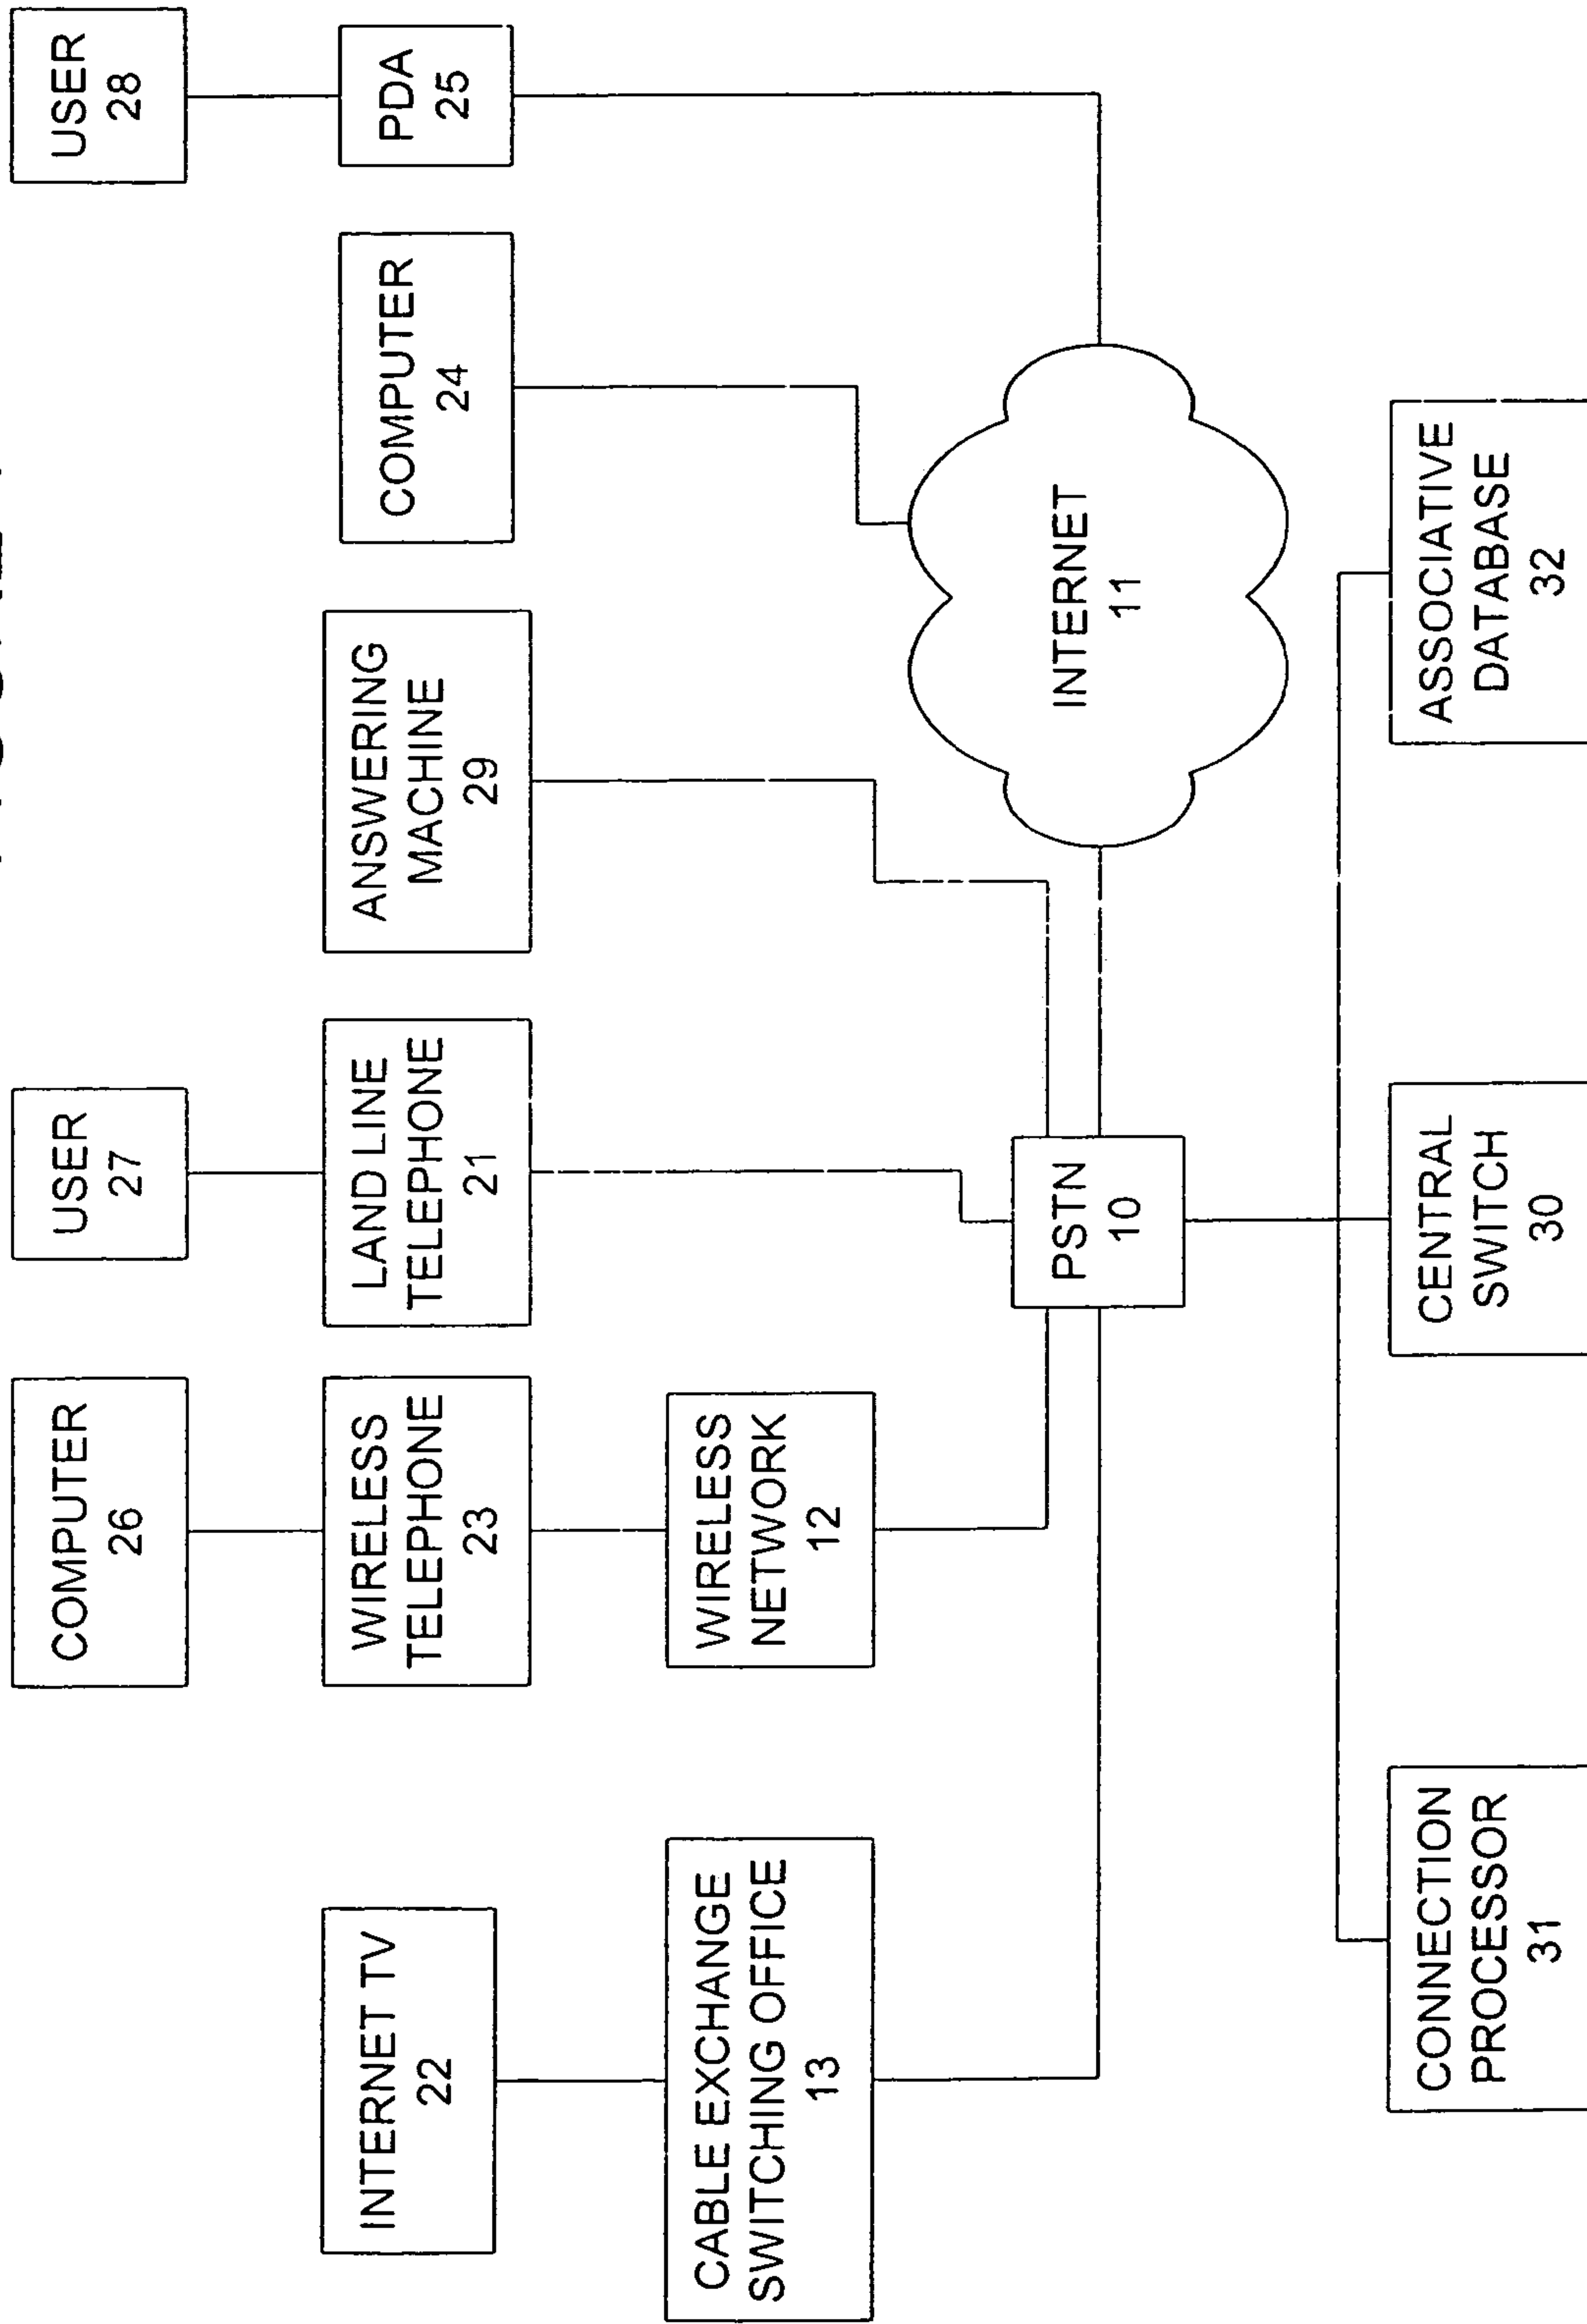 COMPUTER
26
USER
27
USER
28
INTERNET TV
22
WIRELESS
TELEPHONE
23
LAND LINE
TELEPHONE
21
ANSWERING
MACHINE
29
COMPUTER
24
PDA
25
CABLE EXCHANGE
SWITCHING OFFICE
13
WIRELESS
NETWORK
12
PSTN
10
INTERNET
11
CONNECTION
PROCESSOR
31
CENTRAL
SWITCH
30
ASSOCIATIVE
DATABASE
32